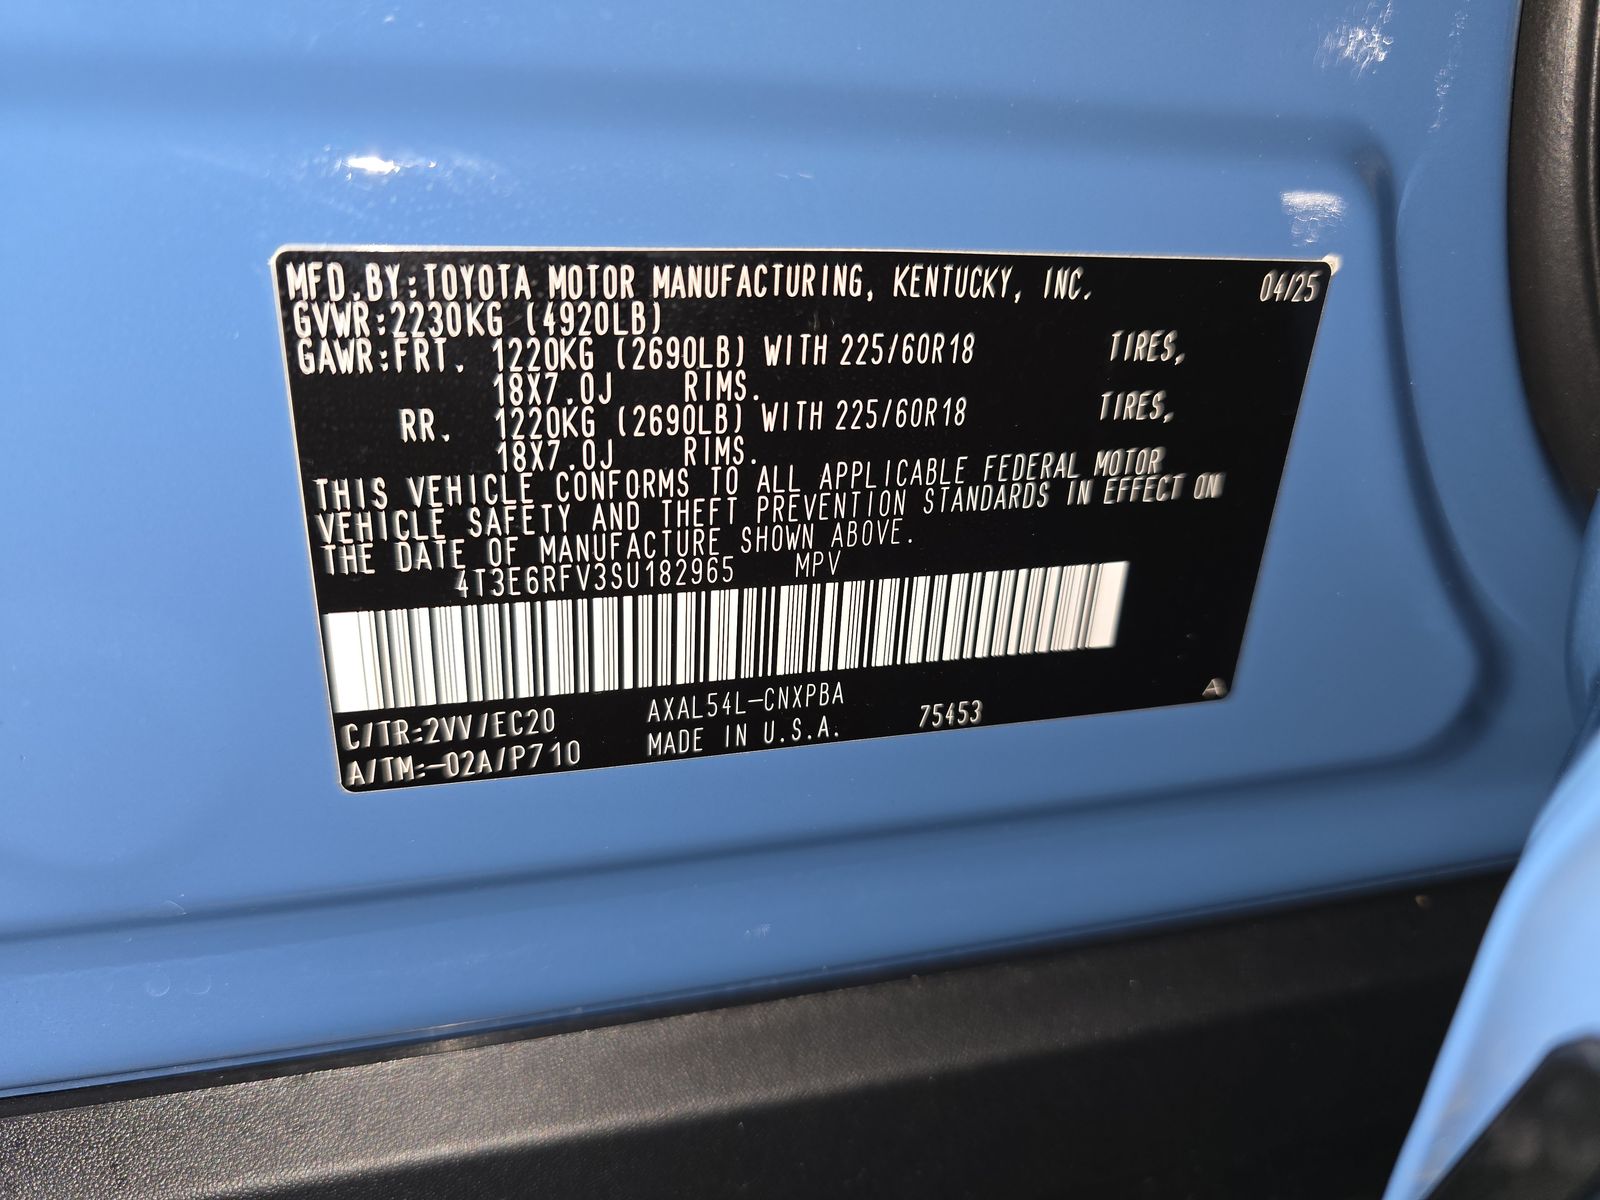 MFD.BY:TOYOTA MOTOR MANUFACTURING, KENTUCKY, INC. 04/25
GVWR:2230KG (4920LB)
GAWR:FRT. 1220KG (2690LB) WITH 225/60R18 TIRES,
18X7.0J RIMS.
RR. 1220KG (2690LB) WITH 225/60R18 TIRES,
18X7.0J RIMS.
THIS VEHICLE CONFORMS TO ALL APPLICABLE FEDERAL MOTOR
VEHICLE SAFETY AND THEFT PREVENTION STANDARDS IN EFFECT ON
THE DATE OF MANUFACTURE SHOWN ABOVE.
4T3E6RFV3SU182965 MPV
C/TR:2VV/EC20 AXAL54L-CNXPBA 75453 A
A/TM:-02A/P710 MADE IN U.S.A.